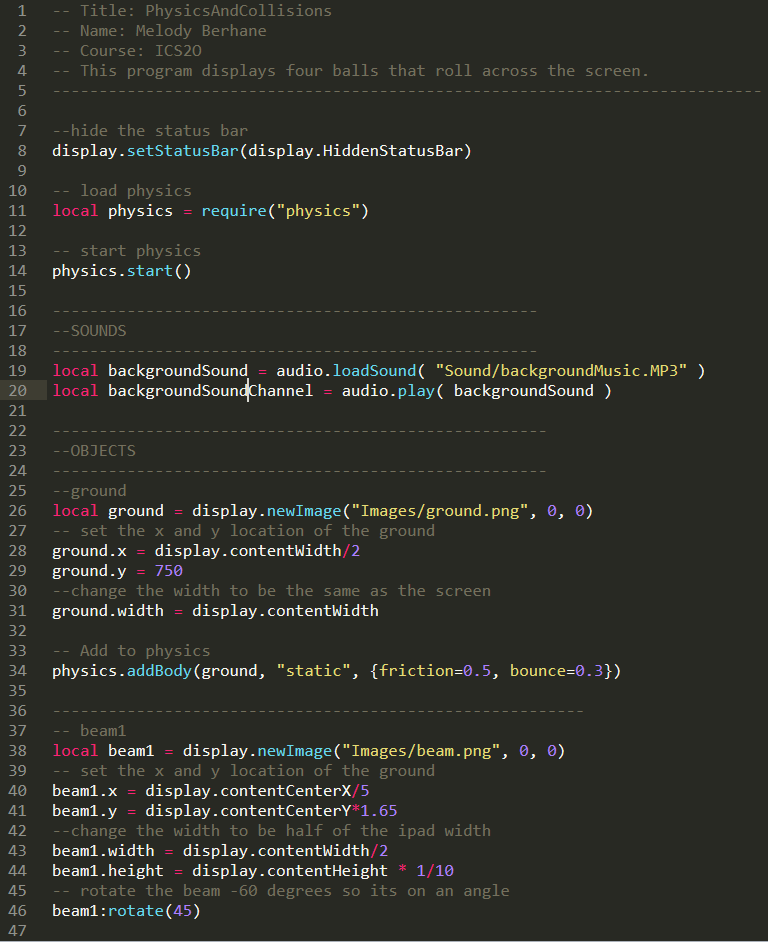 1 -- Title: PhysicsAndCollisions
2 -- Name: Melody Berhane
3 -- Course: ICS2O
4 -- This program displays four balls that roll across the screen.
5 ----------------------------------------------------------------------------
6
7 --hide the status bar
8 display.setStatusBar(display.HiddenStatusBar)
9
10 -- load physics
11 local physics = require("physics")
12
13 -- start physics
14 physics.start()
15
16 ----------------------------------------------------
17 --SOUNDS
18 ----------------------------------------------------
19 local backgroundSound = audio.loadSound( "Sound/backgroundMusic.MP3" )
20 local backgroundSoundChannel = audio.play( backgroundSound )
21
22 -----------------------------------------------------
23 --OBJECTS
24 -----------------------------------------------------
25 --ground
26 local ground = display.newImage("Images/ground.png", 0, 0)
27 -- set the x and y location of the ground
28 ground.x = display.contentWidth/2
29 ground.y = 750
30 --change the width to be the same as the screen
31 ground.width = display.contentWidth
32
33 -- Add to physics
34 physics.addBody(ground, "static", {friction=0.5, bounce=0.3})
35
36 ---------------------------------------------------------
37 -- beam1
38 local beam1 = display.newImage("Images/beam.png", 0, 0)
39 -- set the x and y location of the ground
40 beam1.x = display.contentCenterX/5
41 beam1.y = display.contentCenterY*1.65
42 --change the width to be half of the ipad width
43 beam1.width = display.contentWidth/2
44 beam1.height = display.contentHeight * 1/10
45 -- rotate the beam -60 degrees so its on an angle
46 beam1:rotate(45)
47